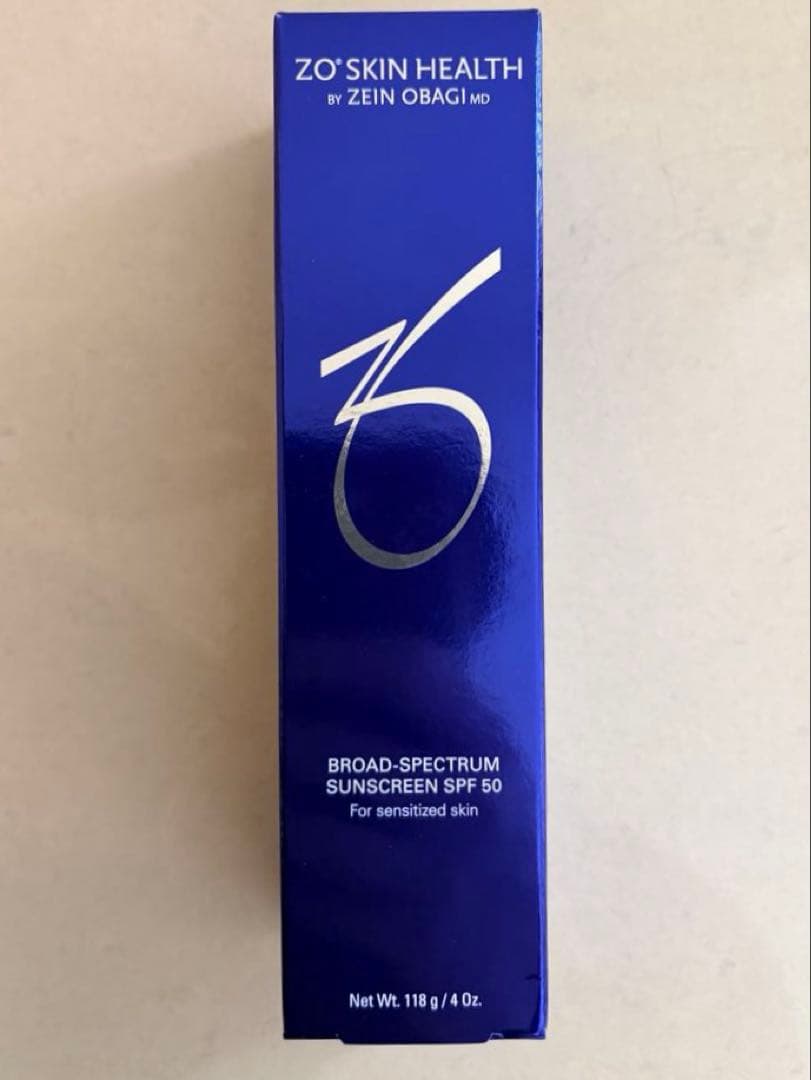 ZO® SKIN HEALTH
BY ZEIN OBAGI MD
BROAD-SPECTRUM
SUNSCREEN SPF 50
For sensitized skin
Net Wt. 118 g / 4 Oz.